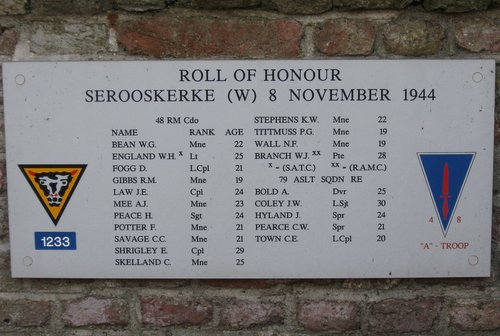 ROLL OF HONOUR
SEROOSKERKE (W) 8 NOVEMBER 1944
48 RM Cdo
NAME RANK AGE
BEAN W.G. Mne 22
ENGLAND W.H. x Lt 25
FOGG D. L.Cpl 21
GIBBS R.M. Mne 19
LAW J.E. Cpl 24
MEE A.J. Mne 23
PEACE H. Sgt 24
POTTER F. Mne 21
SAVAGE C.C. Mne 21
SHRIGLEY E. Cpl 29
SKELLAND C. Mne 25
STEPHENS K.W. Mne 22
TITTMUSS P.G. Mne 19
WALL N.F. Mne 19
BRANCH W.J. xx Pte 28
x - (S.A.T.C.) xx - (R.A.M.C.)
79 ASLT SQDN RE
BOLD A. Dvr 25
COLEY J.W. L.Sjt 30
HYLAND J. Spr 24
PEARCE C.W. Spr 21
TOWN C.E. L.Cpl 20
1233
4 8
"A" - TROOP